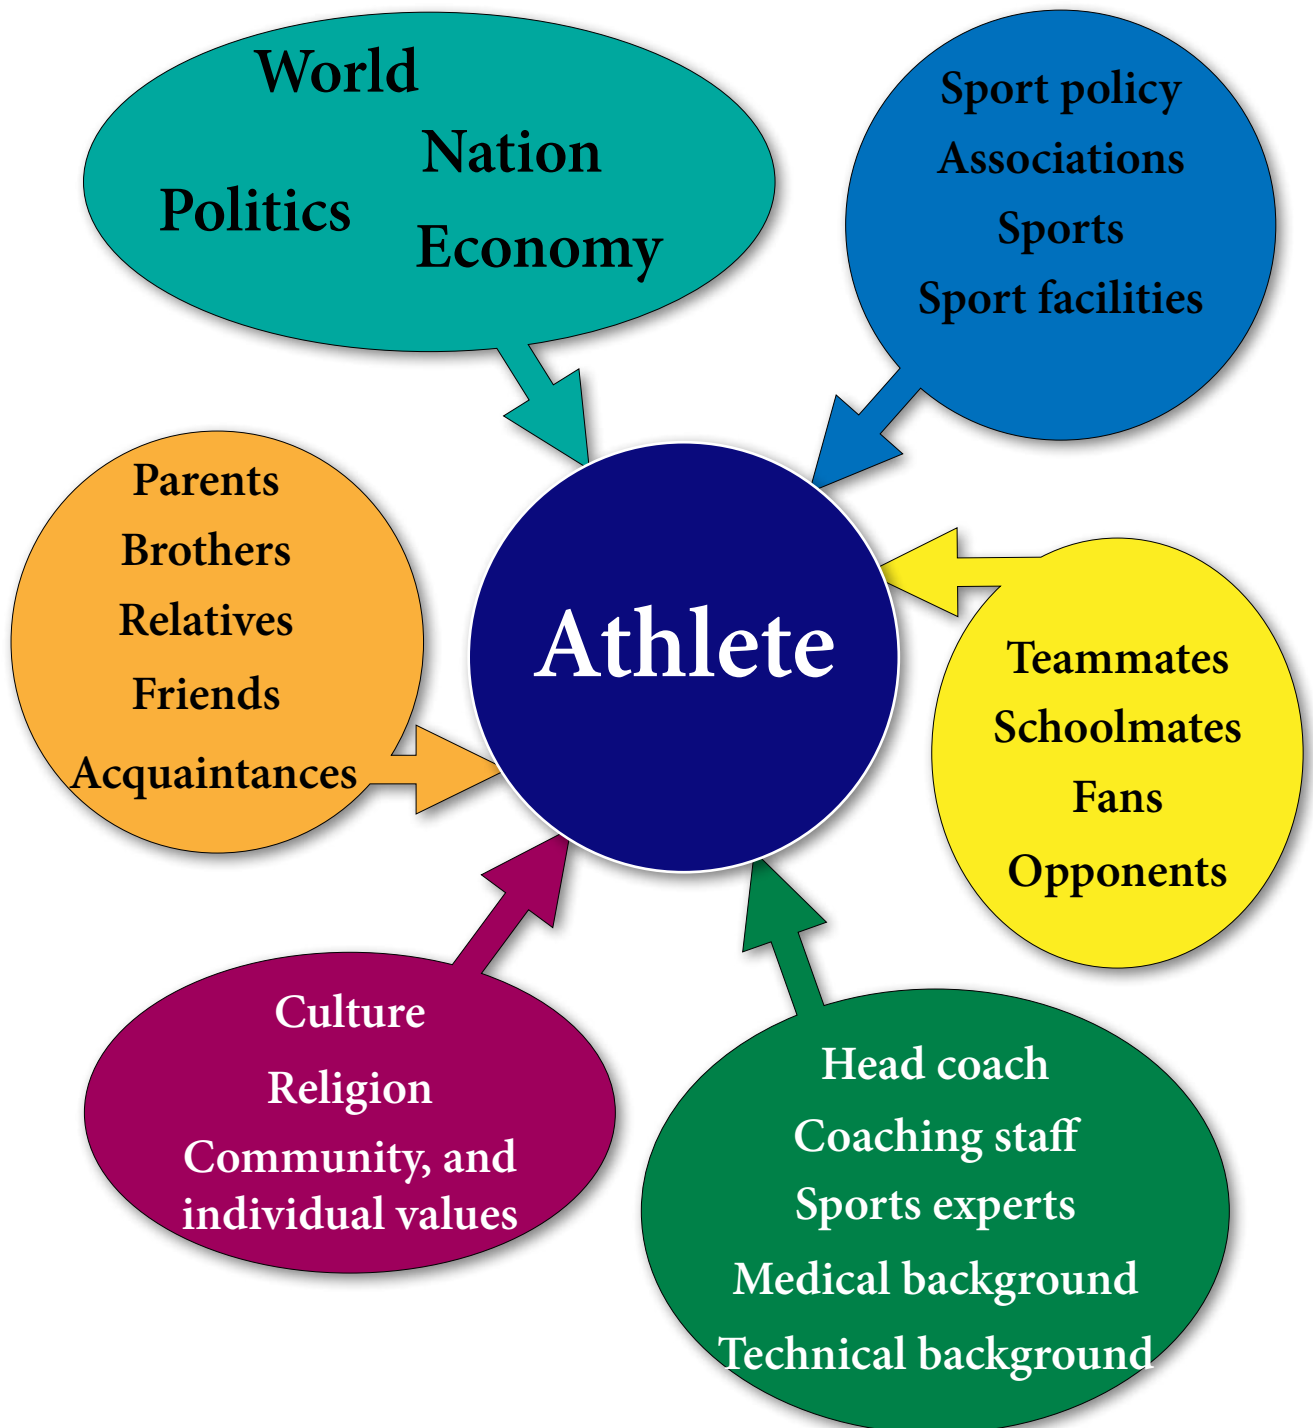 World
Nation
Politics
Economy
Sport policy
Associations
Sports
Sport facilities
Parents
Brothers
Relatives
Friends
Acquaintances
Athlete
Teammates
Schoolmates
Fans
Opponents
Culture
Religion
Community, and
individual values
Head coach
Coaching staff
Sports experts
Medical background
Technical background